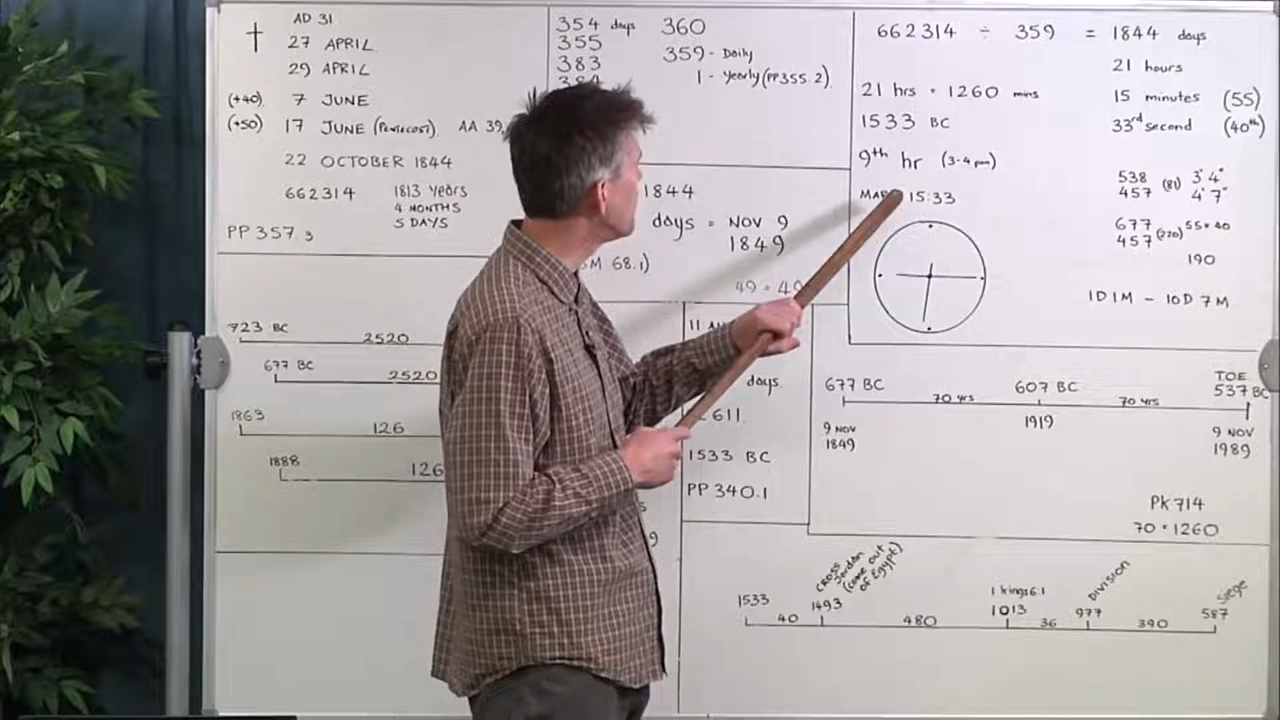 AD 31
27 APRIL
29 APRIL
(+40) 7 JUNE
(+50) 17 JUNE (Pentecost) AA 39,
22 OCTOBER 1844
662314 1813 Years
4 MONTHS
5 DAYS
PP 357.3
354 days 360
355 359 - Daily
383 1 - Yearly (PP355.2)
384
1844
days = NOV 9
1849
SM 68.1)
49 = 49
662314 ÷ 359 = 1844 days
21 hours
21 hrs = 1260 mins
15 minutes (55)
1533 BC
33rd second (40th)
9th hr (3-4 pm)
15:33
538 (81) 3' 4"
457 4' 7"
677 (220) 55 × 40
457
190
1D 1M - 10D 7M
723 BC
2520
677 BC
2520
1863
126
1888
126
days
611
1533 BC
PP 340.1
9
677 BC 607 BC TOE
537 BC
70 yrs 70 yrs
9 NOV
1849
1919
9 NOV
1989
PK 714
70 = 1260
1533
40
1493
CROSS
Jordan
(come out
of Egypt)
480
1 kings 6:1
1013
36
977
DIVISION
390
587
Siege